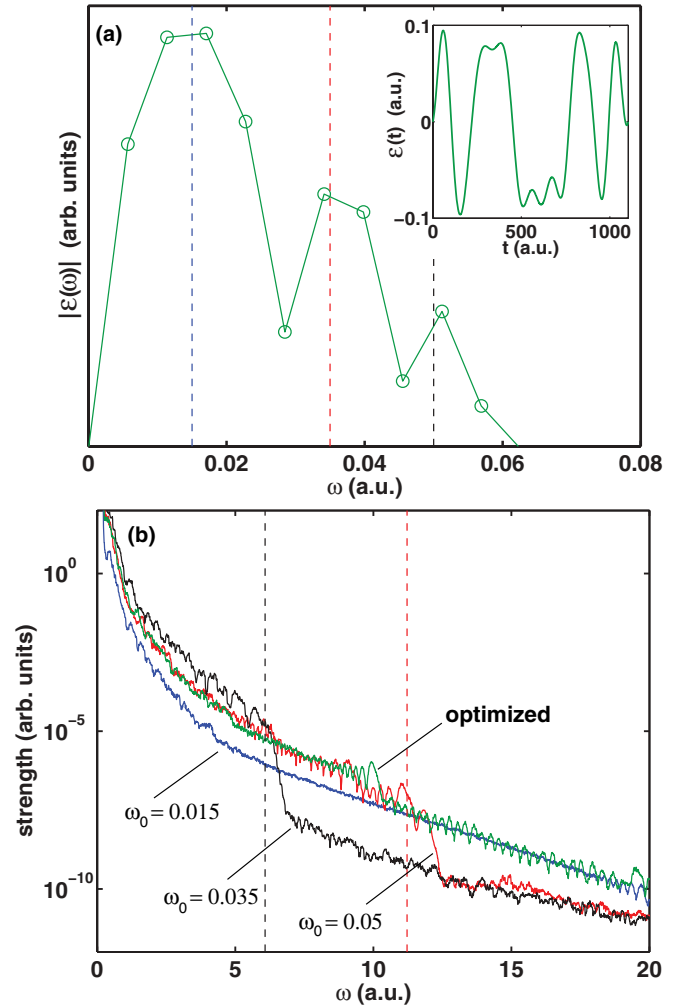 (a)
|ε(ω)| (arb. units)
0 0.02 0.04 0.06 0.08
ω (a.u.)
0.1
0
−0.1
ε(t) (a.u.)
0 500 1000
t (a.u.)
(b)
strength (arb. units)
10^0
10^−5
10^−10
optimized
ω₀ = 0.015
ω₀ = 0.035
ω₀ = 0.05
0 5 10 15 20
ω (a.u.)